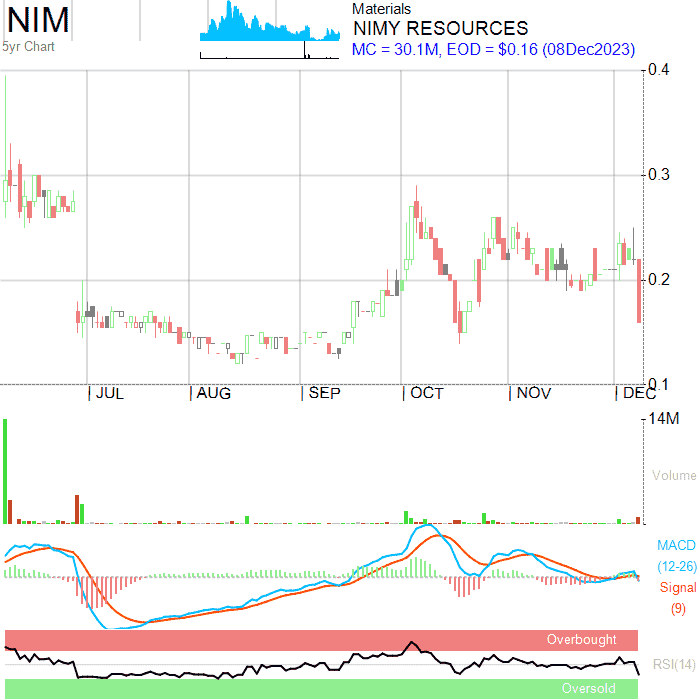 NIM
5yr Chart
Materials
NIMY RESOURCES
MC = 30.1M, EOD = $0.16 (08Dec2023)
0.4
0.3
0.2
0.1
JUL AUG SEP OCT NOV DEC
14M
Volume
MACD
(12-26)
Signal
(9)
Overbought
RSI(14)
Oversold